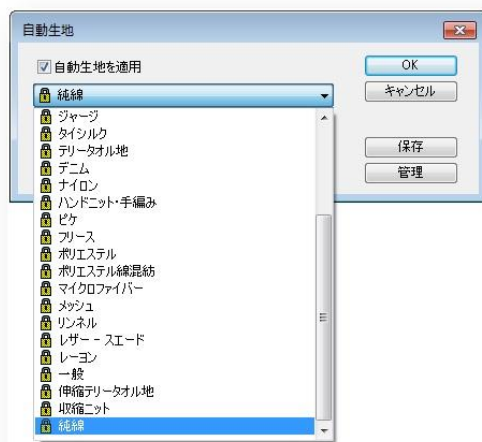 自動生地
自動生地を適用
OK
純綿
キャンセル
ジャージ
タイシルク
テリータオル地
保存
デニム
管理
ナイロン
ハンドニット・手編み
ピケ
フリース
ポリエステル
ポリエステル綿混紡
マイクロファイバー
メッシュ
リンネル
レザー - スエード
レーヨン
一般
伸縮テリータオル地
収縮ニット
純綿